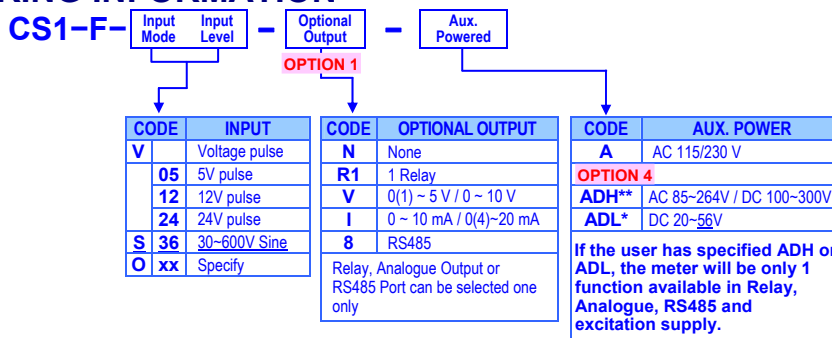 CS1-F- Input Mode Input Level - Optional Output - Aux. Powered
OPTION 1
CODE INPUT
V Voltage pulse
05 5V pulse
12 12V pulse
24 24V pulse
S 36 30~600V Sine
O xx Specify
CODE OPTIONAL OUTPUT
N None
R1 1 Relay
V 0(1) ~ 5 V / 0 ~ 10 V
I 0 ~ 10 mA / 0(4)~20 mA
8 RS485
Relay, Analogue Output or
RS485 Port can be selected one
only
CODE AUX. POWER
A AC 115/230 V
OPTION 4
ADH** AC 85~264V / DC 100~300V
ADL* DC 20~56V
If the user has specified ADH or
ADL, the meter will be only 1
function available in Relay,
Analogue, RS485 and
excitation supply.